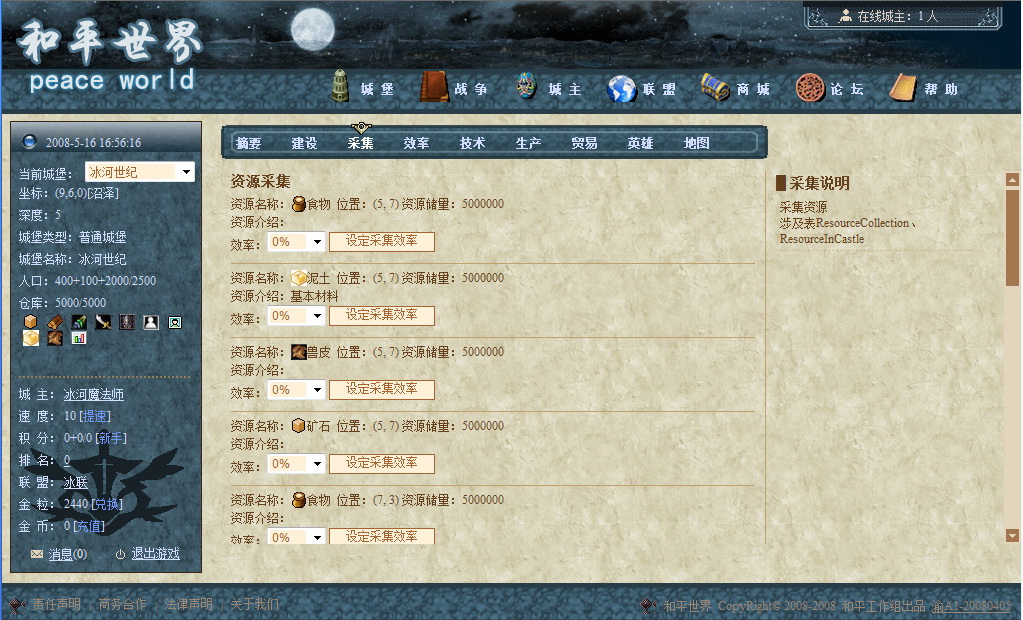 在线城主：1 人
和平世界
peace world
城堡 战争 城主 联盟 商城 论坛 帮助
2008-5-16 16:56:16
当前城堡： 冰河世纪
坐标： (9,6,0)[沼泽]
深度： 5
城堡类型： 普通城堡
城堡名称： 冰河世纪
人口： 400+100+2000/2500
仓库： 5000/5000
城 主： 冰河魔法师
速 度： 10 [提速]
积 分： 0+0/0 [新手]
排 名： 0
联 盟： 冰联
金 粒： 2440 [兑换]
金 币： 0 [充值]
消息(0) 退出游戏
摘要 建设 采集 效率 技术 生产 贸易 英雄 地图
资源采集
资源名称： 食物 位置： (5, 7) 资源储量： 5000000
资源介绍:
效率： 0% 设定采集效率
资源名称： 泥土 位置： (5, 7) 资源储量： 5000000
资源介绍: 基本材料
效率： 0% 设定采集效率
资源名称： 兽皮 位置： (5, 7) 资源储量： 5000000
资源介绍:
效率： 0% 设定采集效率
资源名称： 矿石 位置： (5, 7) 资源储量： 5000000
资源介绍:
效率： 0% 设定采集效率
资源名称： 食物 位置： (7, 3) 资源储量： 5000000
资源介绍:
效率： 0% 设定采集效率
采集说明
采集资源
涉及表ResourceCollection、
ResourceInCastle
责任声明 | 商务合作 | 法律声明 | 关于我们
和平世界 CopyRight© 2008-2008 和平工作组出品 渝A1-20080405